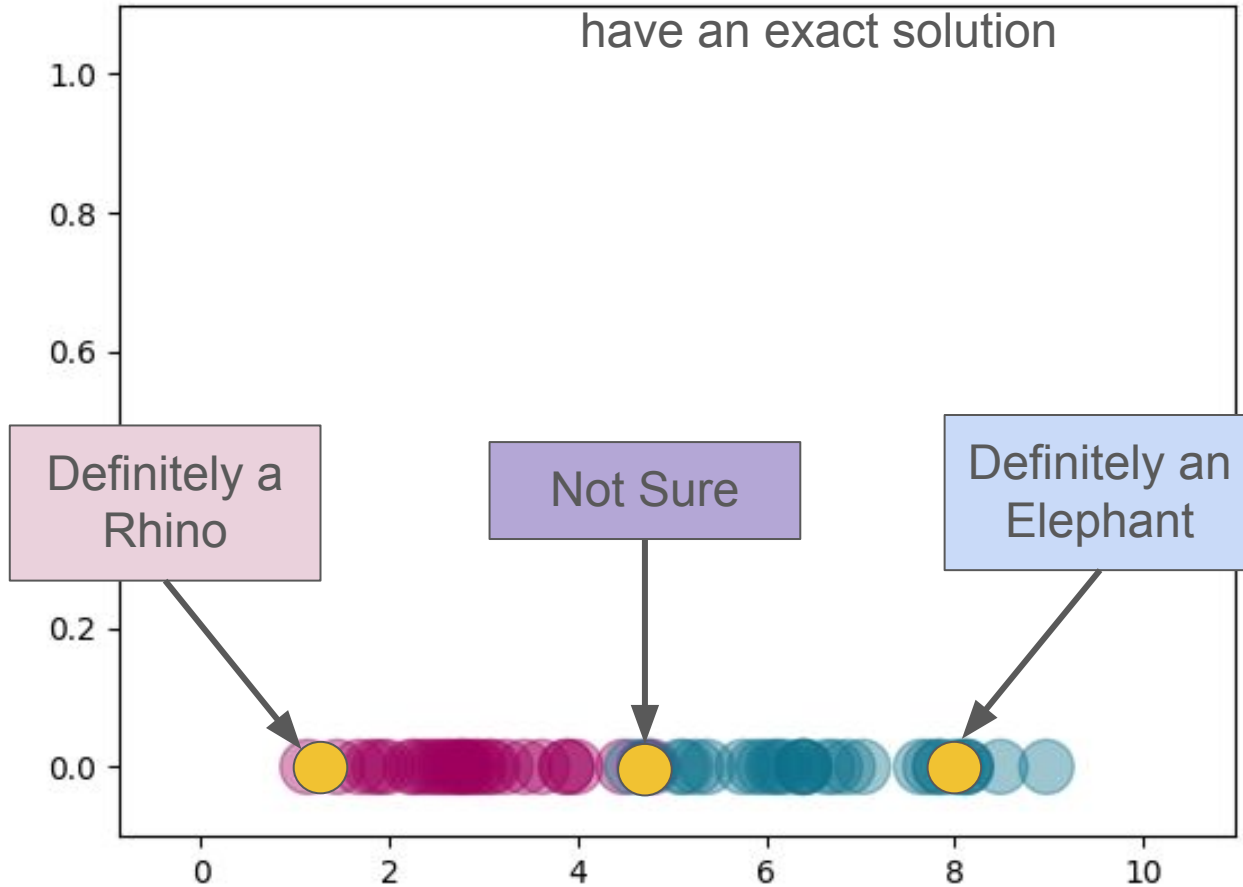 have an exact solution
1.0
0.8
0.6
Definitely a
Rhino
Not Sure
Definitely an
Elephant
0.2
0.0
0
2
4
6
8
10